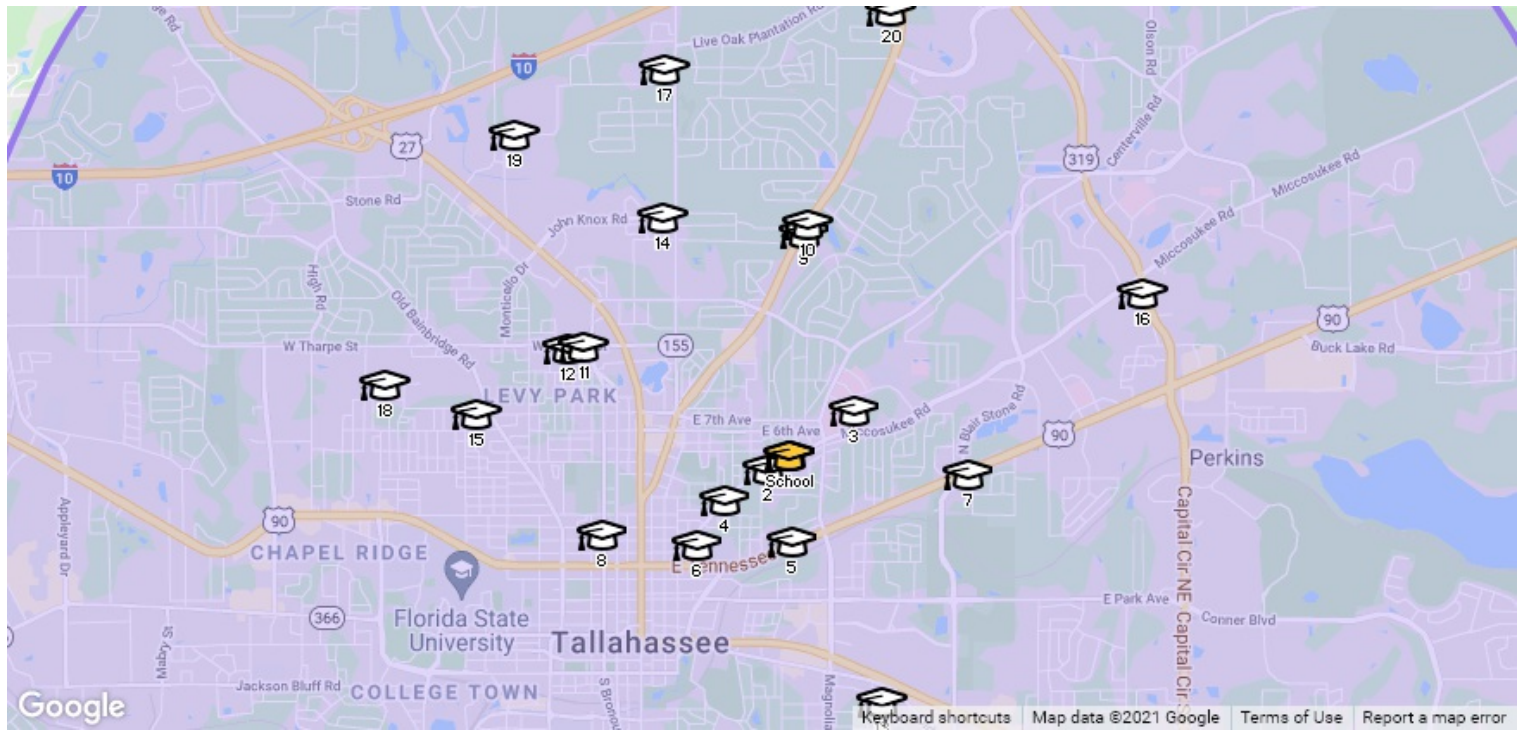 ge Rd
Live Oak Plantation Rd
20
Olson Rd
10
17
27
19
Centerville Rd
319
10
Miccosukee Rd
Stone Rd
John Knox Rd
14
10
9
Miccosukee Rd
High Rd
Monticello Dr
Old Bainbridge Rd
16
90
W Tharpe St
W
155
Buck Lake Rd
12
11
18
LEVY PARK
15
E 7th Ave
E 6th Ave
3
Miccosukee Rd
N Blair Stone Rd
90
Perkins
School
2
7
4
Appleyard Dr
90
Capital Cir NE
CHAPEL RIDGE
8
6
E Tennessee
5
366
Florida State
University
E Park Ave
Conner Blvd
Capital Cir S
Mabry St
Tallahassee
Jackson Bluff Rd
COLLEGE TOWN
S Bronou
Magnolia
Google
Keyboard shortcuts
Map data ©2021 Google
Terms of Use
Report a map error